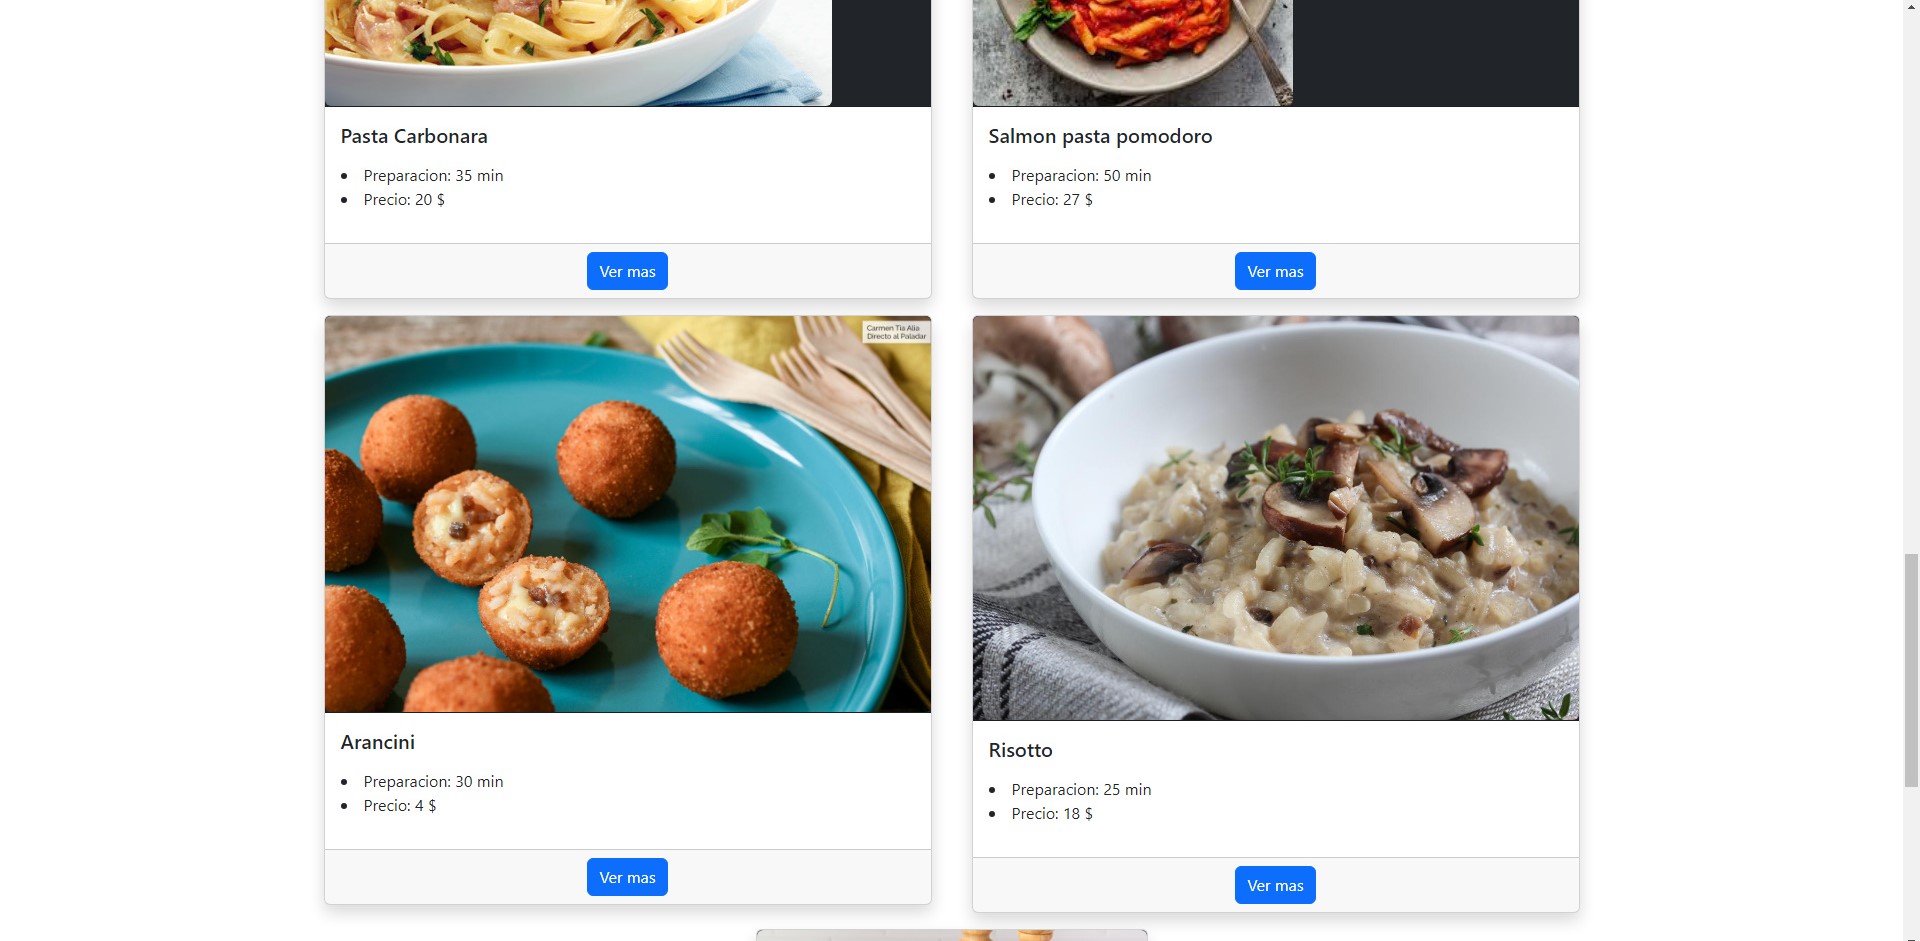 Pasta Carbonara
Preparacion: 35 min
Precio: 20 $
Ver mas
Salmon pasta pomodoro
Preparacion: 50 min
Precio: 27 $
Ver mas
Carmen Tía Alia
Directo al Paladar
Arancini
Preparacion: 30 min
Precio: 4 $
Ver mas
Risotto
Preparacion: 25 min
Precio: 18 $
Ver mas